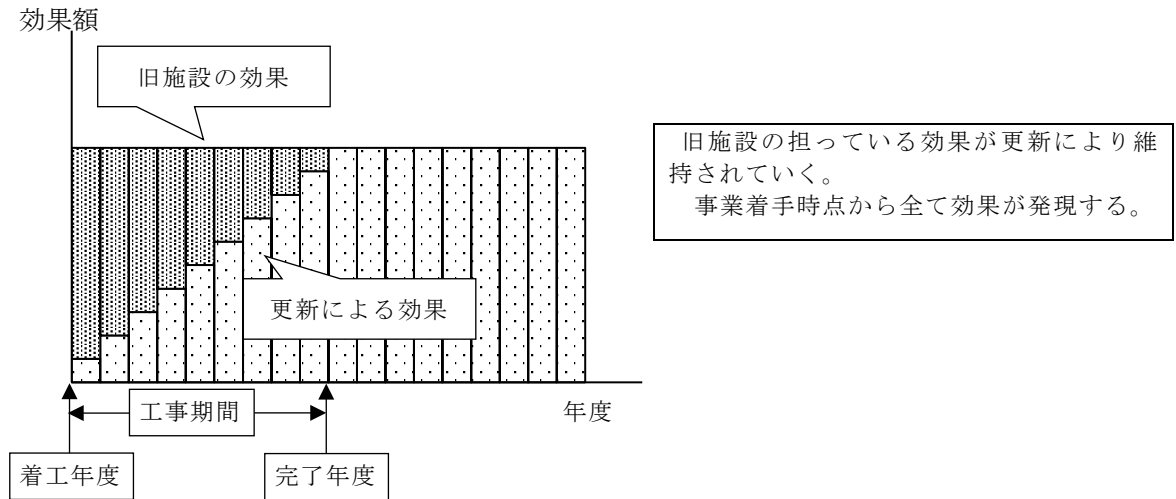 効果額
旧施設の効果
旧施設の担っている効果が更新により維
持されていく。
事業着手時点から全て効果が発現する。
更新による効果
工事期間
年度
着工年度
完了年度